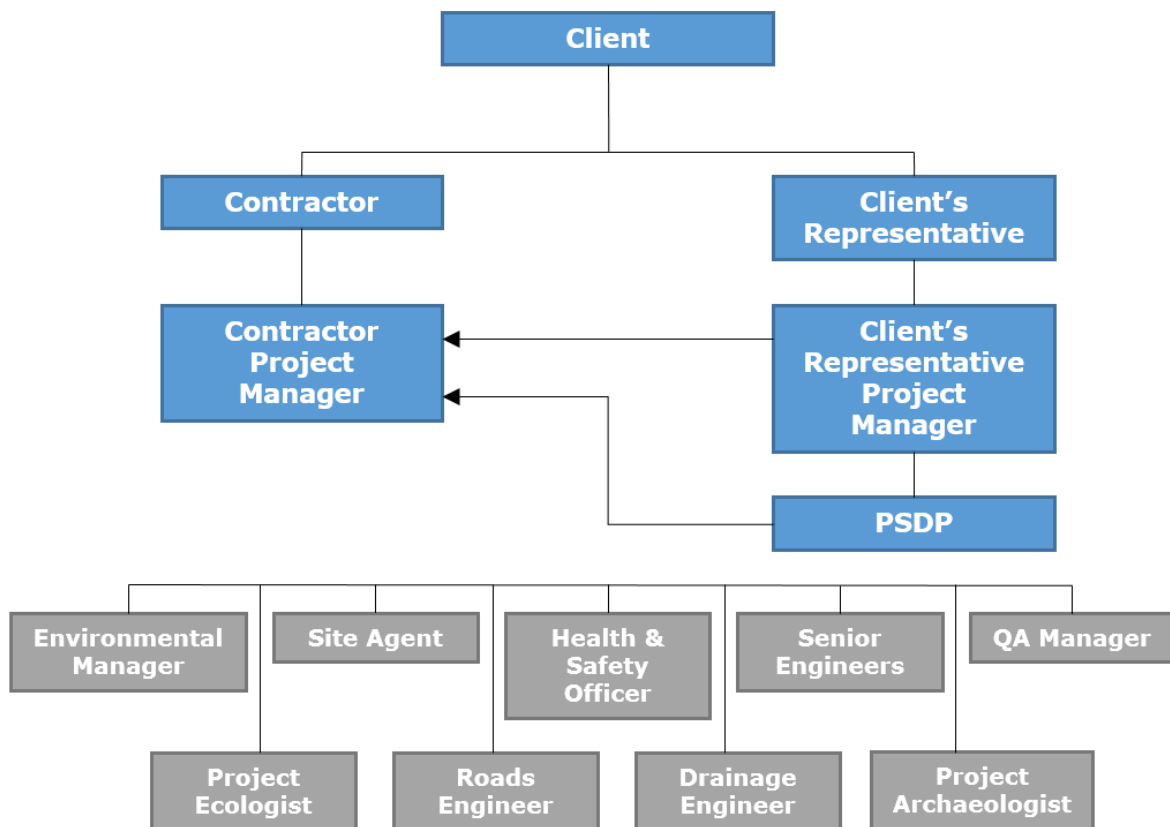 Client
Contractor
Client’s
Representative
Contractor
Project
Manager
Client’s
Representative
Project
Manager
PSDP
Environmental
Manager
Site Agent
Health &
Safety
Officer
Senior
Engineers
QA Manager
Project
Ecologist
Roads
Engineer
Drainage
Engineer
Project
Archaeologist